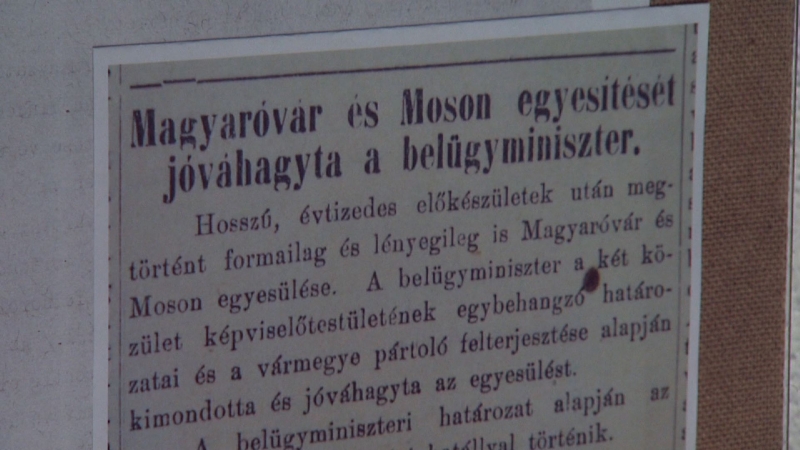 Magyaróvár és Moson egyesítését
jóváhagyta a belügyminiszter.
Hosszú, évtizedes előkészületek után meg-
történt formailag és lényegileg is Magyaróvár és
Moson egyesülése. A belügyminiszter a két kö-
zület képviselőtestületének egybehangzó határo-
zatai és a vármegye pártoló felterjesztése alapján
kimondotta és jóváhagyta az egyesülést.
A belügyminiszteri határozat alapján az
történik.